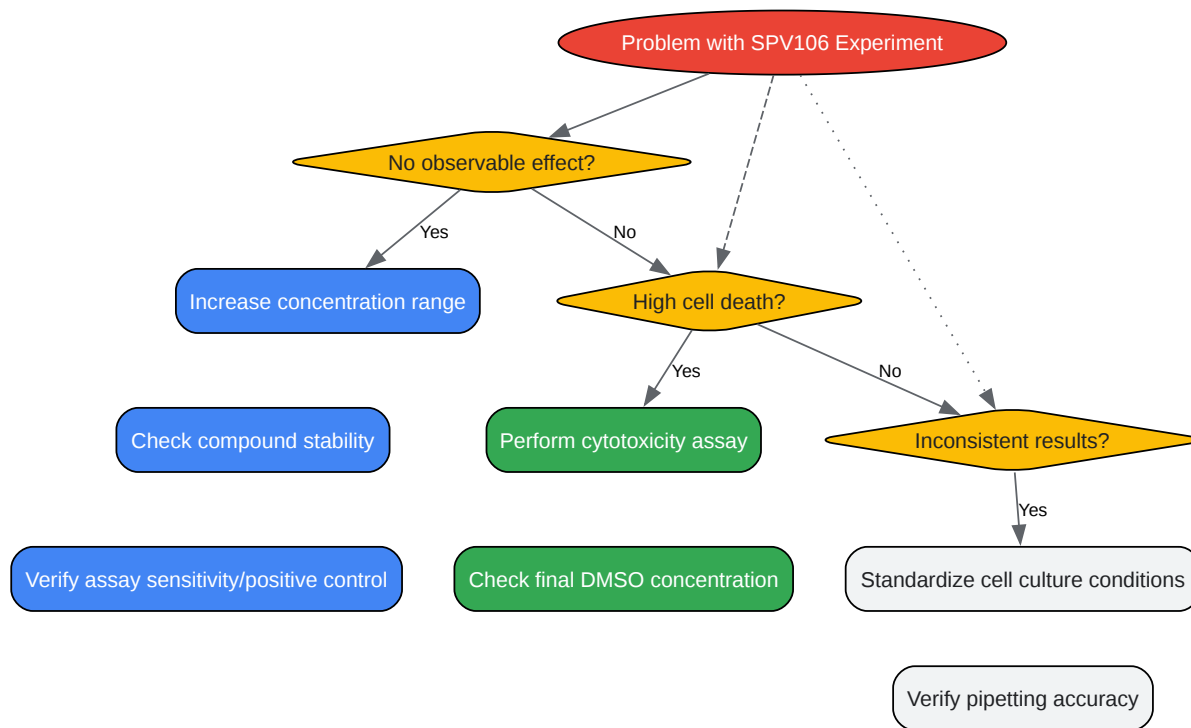 Problem with SPV106 Experiment
No observable effect?
Yes
No
Increase concentration range
High cell death?
Yes
No
Check compound stability
Perform cytotoxicity assay
Inconsistent results?
Yes
Verify assay sensitivity/positive control
Check final DMSO concentration
Standardize cell culture conditions
Verify pipetting accuracy